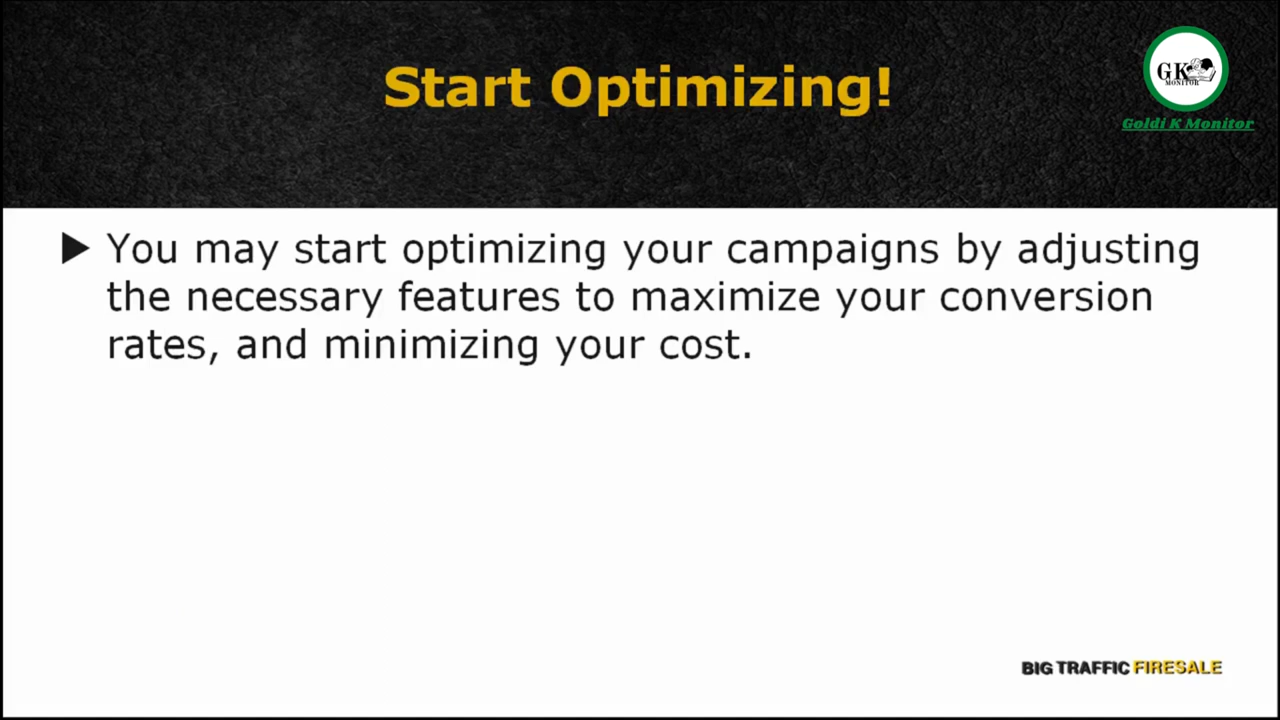 Start Optimizing!
GK
MONITOR
Goldi K Monitor
▶ You may start optimizing your campaigns by adjusting
the necessary features to maximize your conversion
rates, and minimizing your cost.
BIG TRAFFIC FIRESALE